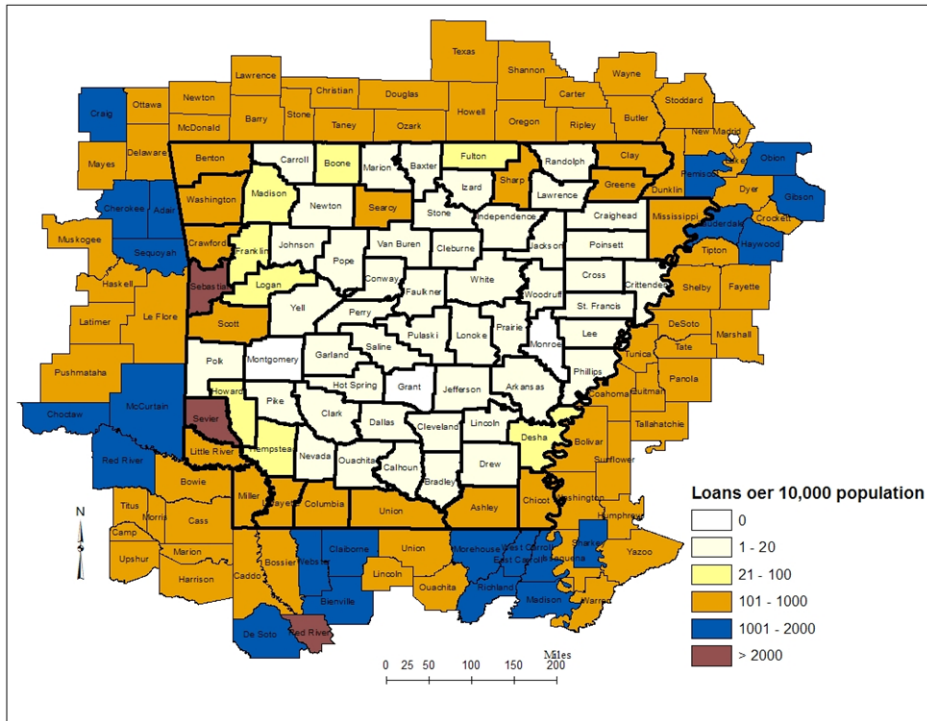 Texas
Shannon
Wayne
Lawrence
Newton
Christian
Douglas
Carter
Stoddard
Craig
Ottawa
Howell
Butler
McDonald
Barry
Stone
Taney
Ozark
Oregon
Ripley
New Madrid
Mayes
Delaware
Benton
Carroll
Boone
Marion
Baxter
Fulton
Randolph
Clay
Pemiscot
Obion
Washington
Madison
Newton
Searcy
Izard
Sharp
Lawrence
Greene
Dunklin
Dyer
Gibson
Cherokee
Adair
Stone
Independence
Craighead
Mississippi
Lauderdale
Crockett
Haywood
Muskogee
Sequoyah
Crawford
Franklin
Johnson
Van Buren
Cleburne
Jackson
Poinsett
Tipton
Haskell
Sebastian
Logan
Pope
Conway
Faulkner
White
Woodruff
Cross
Crittenden
Shelby
Fayette
Latimer
Le Flore
Scott
Yell
Perry
St. Francis
Pulaski
Lonoke
Prairie
Monroe
Lee
DeSoto
Marshall
Pushmataha
Polk
Montgomery
Garland
Saline
Tunica
Tate
Hot Spring
Grant
Jefferson
Arkansas
Phillips
Coahoma
Quitman
Panola
Choctaw
McCurtain
Howard
Pike
Clark
Dallas
Cleveland
Lincoln
Desha
Tallahatchie
Sevier
Red River
Little River
Hempstead
Nevada
Ouachita
Calhoun
Bradley
Drew
Bolivar
Sunflower
Bowie
Miller
Lafayette
Columbia
Union
Ashley
Chicot
Washington
Humphreys
Titus
Morris
Cass
Camp
Upshur
Marion
Harrison
Caddo
Bossier
Webster
Claiborne
Union
Morehouse
West Carroll
East Carroll
Issaquena
Sharkey
Yazoo
Lincoln
Ouachita
Richland
Madison
Warren
Bienville
De Soto
Red River
N
Miles
0 25 50 100 150 200
Loans oer 10,000 population
0
1 - 20
21 - 100
101 - 1000
1001 - 2000
> 2000